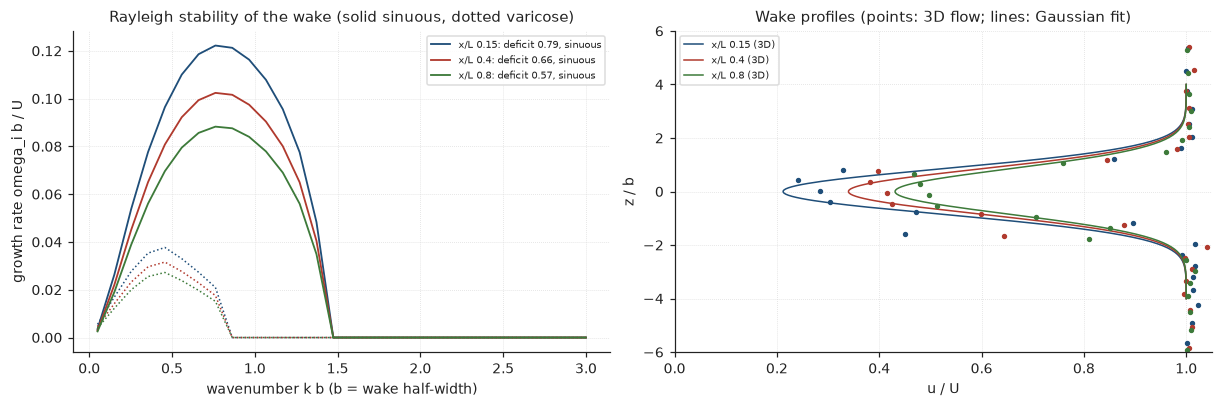 Rayleigh stability of the wake (solid sinuous, dotted varicose)
growth rate omega_i b / U
0.12
0.10
0.08
0.06
0.04
0.02
0.00
x/L 0.15: deficit 0.79, sinuous
x/L 0.4: deficit 0.66, sinuous
x/L 0.8: deficit 0.57, sinuous
0.0 0.5 1.0 1.5 2.0 2.5 3.0
wavenumber k b (b = wake half-width)
Wake profiles (points: 3D flow; lines: Gaussian fit)
z / b
6
4
2
0
−2
−4
−6
x/L 0.15 (3D)
x/L 0.4 (3D)
x/L 0.8 (3D)
0.0 0.2 0.4 0.6 0.8 1.0
u / U